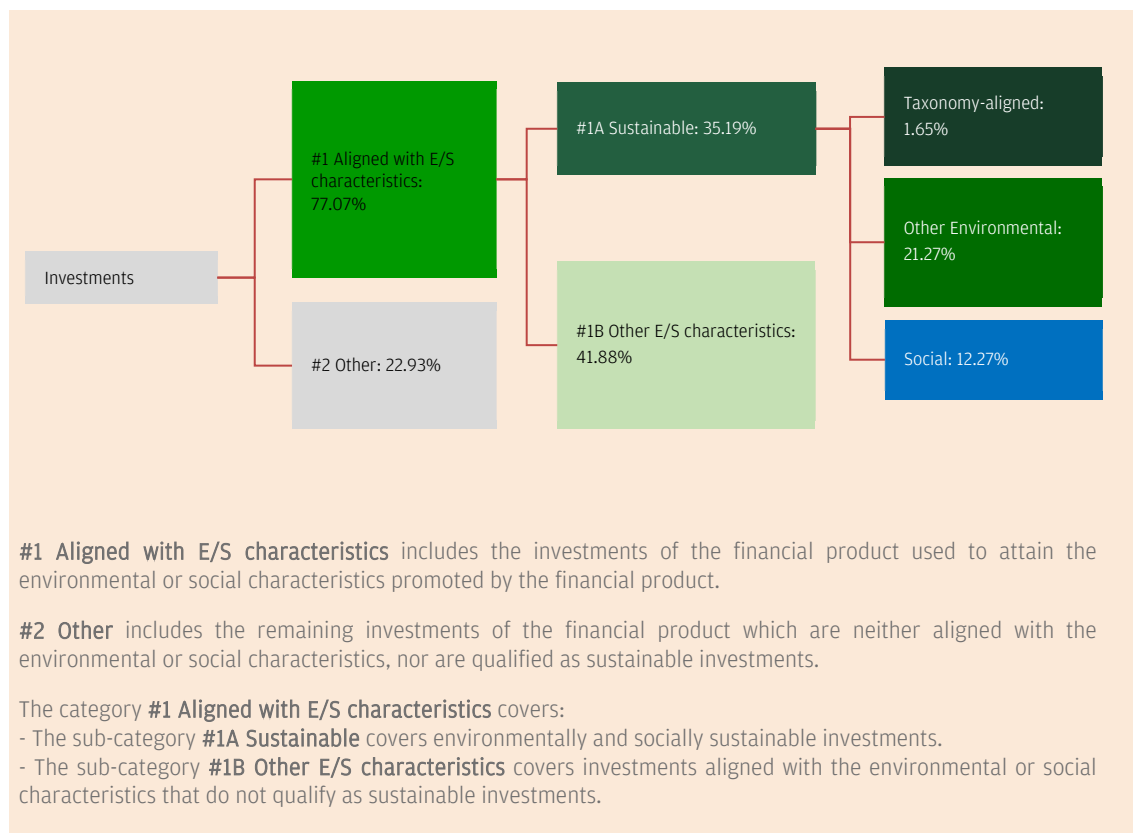 Investments
#1 Aligned with E/S
characteristics:
77.07%
#2 Other: 22.93%
#1A Sustainable: 35.19%
#1B Other E/S characteristics:
41.88%
Taxonomy-aligned:
1.65%
Other Environmental:
21.27%
Social: 12.27%
#1 Aligned with E/S characteristics includes the investments of the financial product used to attain the
environmental or social characteristics promoted by the financial product.
#2 Other includes the remaining investments of the financial product which are neither aligned with the
environmental or social characteristics, nor are qualified as sustainable investments.
The category #1 Aligned with E/S characteristics covers:
- The sub-category #1A Sustainable covers environmentally and socially sustainable investments.
- The sub-category #1B Other E/S characteristics covers investments aligned with the environmental or social
characteristics that do not qualify as sustainable investments.